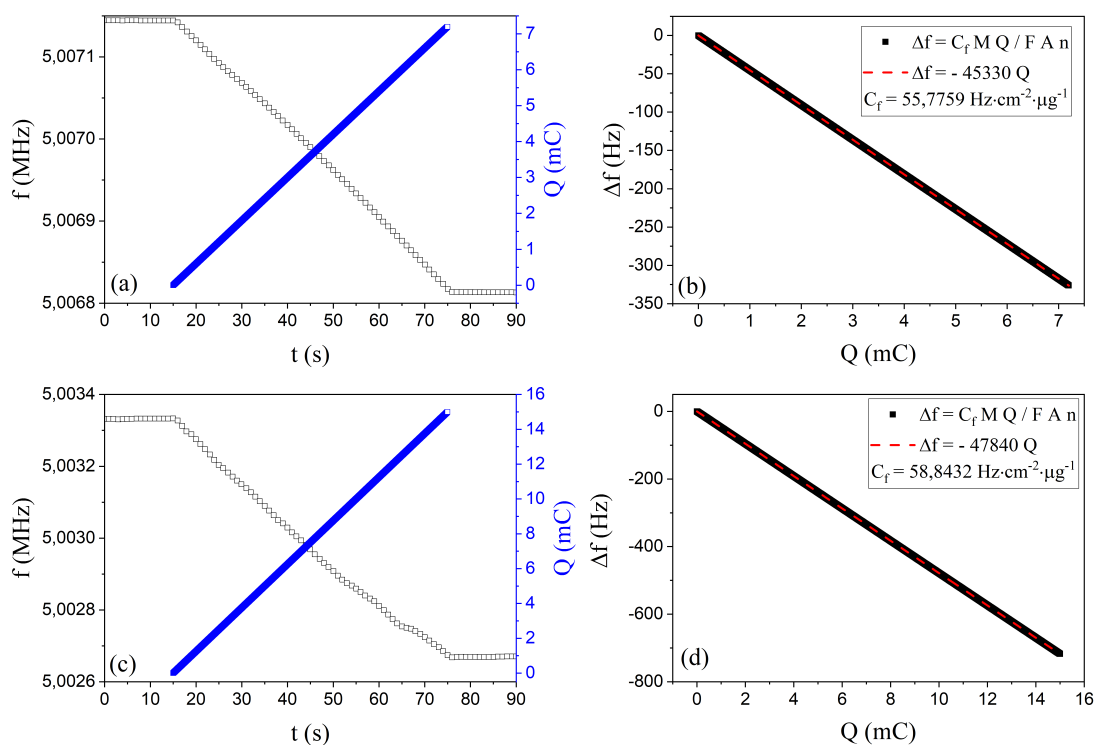 5,0071
5,0070
5,0069
5,0068
f (MHz)
0 10 20 30 40 50 60 70 80 90
t (s)
7
6
5
4
3
2
1
0
Q (mC)
(a)
0
-50
-100
-150
-200
-250
-300
-350
Δf (Hz)
0 1 2 3 4 5 6 7
Q (mC)
Δf = C_f M Q / F A n
Δf = - 45330 Q
C_f = 55,7759 Hz·cm⁻²·μg⁻¹
(b)
5,0034
5,0032
5,0030
5,0028
5,0026
f (MHz)
0 10 20 30 40 50 60 70 80 90
t (s)
16
14
12
10
8
6
4
2
0
Q (mC)
(c)
0
-200
-400
-600
-800
Δf (Hz)
0 2 4 6 8 10 12 14 16
Q (mC)
Δf = C_f M Q / F A n
Δf = - 47840 Q
C_f = 58,8432 Hz·cm⁻²·μg⁻¹
(d)